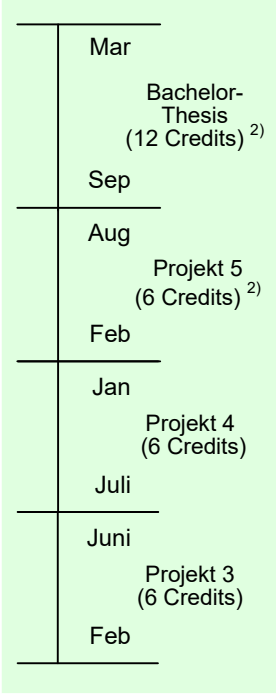 Mar
Bachelor-
Thesis
(12 Credits) 2)
Sep
Aug
Projekt 5
(6 Credits) 2)
Feb
Jan
Projekt 4
(6 Credits)
Juli
Juni
Projekt 3
(6 Credits)
Feb